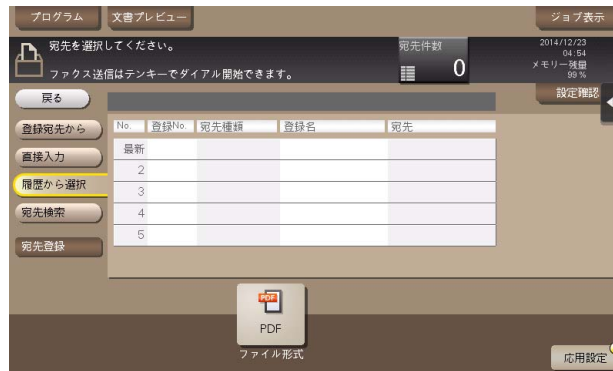 プログラム
文書プレビュー
ジョブ表示
宛先を選択してください。
ファクス送信はテンキーでダイアル開始できます。
宛先件数
0
2014/12/23
04:54
メモリー残量
99 %
戻る
設定確認
登録宛先から
直接入力
履歴から選択
宛先検索
宛先登録
No. 登録No. 宛先種類 登録名 宛先
最新
2
3
4
5
PDF
PDF
ファイル形式
応用設定